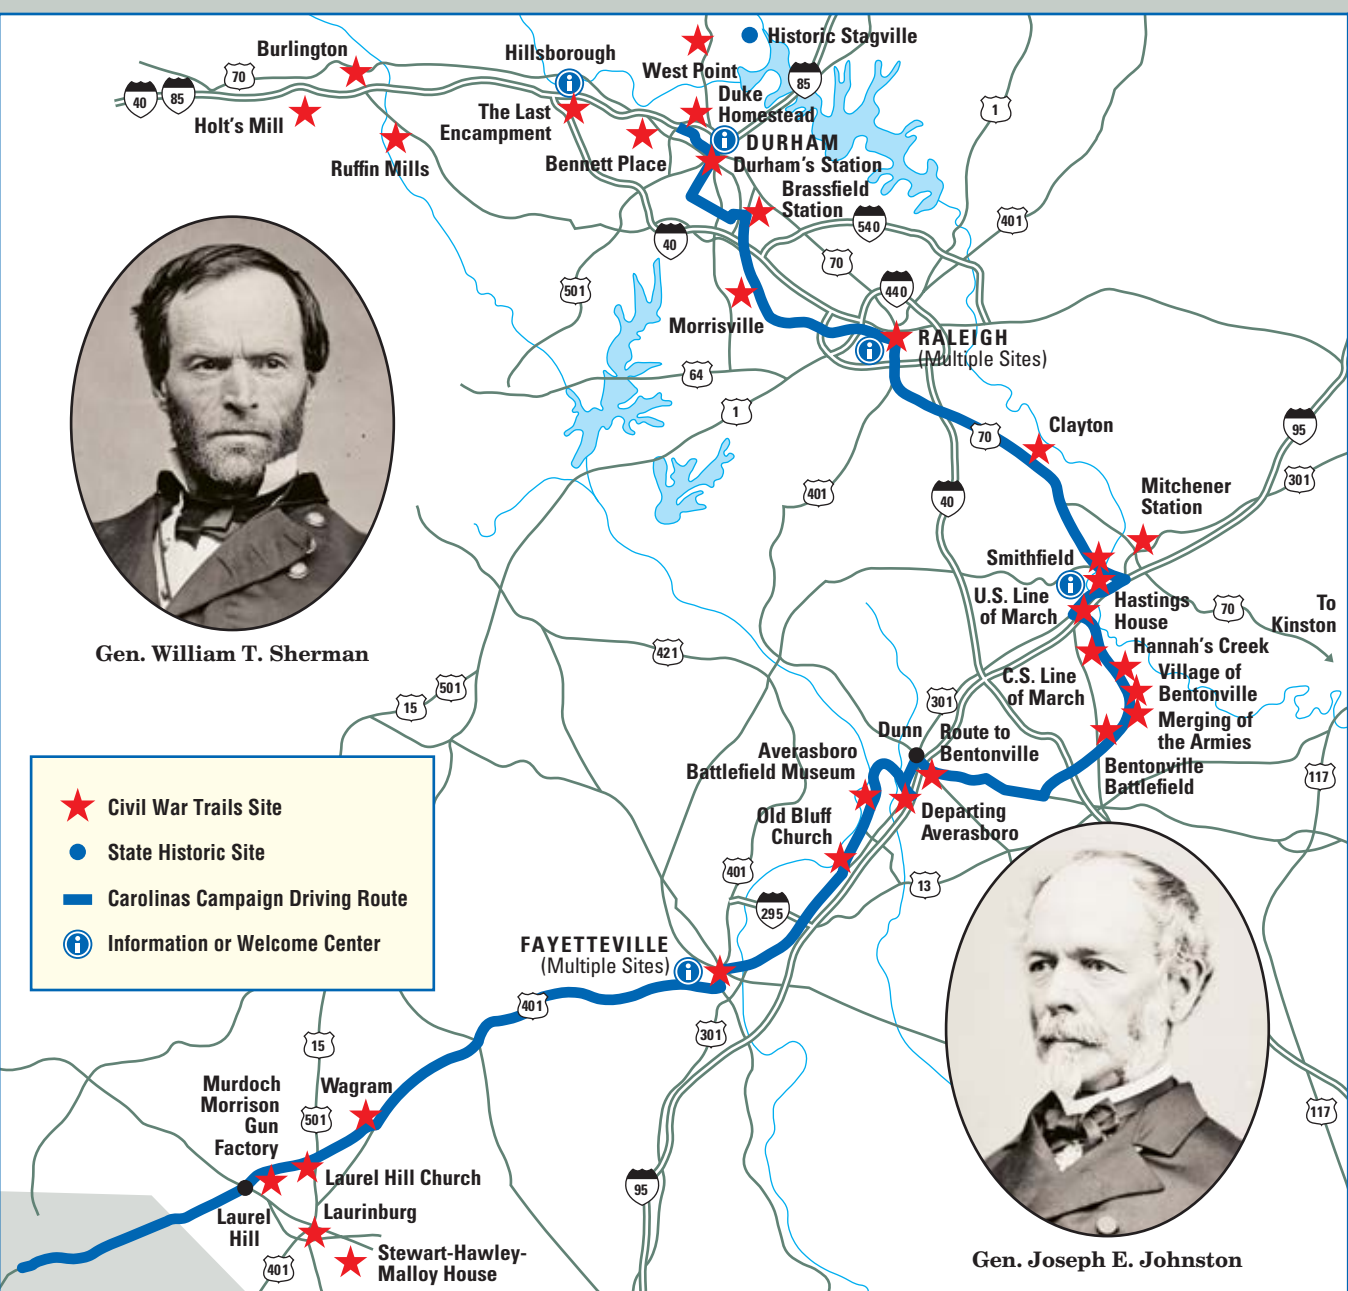 Burlington
Hillsborough
Historic Stagville
West Point
70
85
40
85
Holt's Mill
The Last
Encampment
Duke
Homestead
1
Ruffin Mills
Bennett Place
DURHAM
Durham's Station
Brassfield
Station
540
401
40
70
501
440
Morrisville
RALEIGH
(Multiple Sites)
64
1
70
Clayton
95
301
401
40
Mitchener
Station
Smithfield
U.S. Line
of March
Hastings
House
70
To
Kinston
Gen. William T. Sherman
421
Hannah's Creek
C.S. Line
of March
Village of
Bentonville
501
15
301
Merging of
the Armies
Dunn
Route to
Bentonville
Averasboro
Battlefield Museum
Bentonville
Battlefield
117
Civil War Trails Site
State Historic Site
Carolinas Campaign Driving Route
Information or Welcome Center
Old Bluff
Church
Departing
Averasboro
401
13
295
FAYETTEVILLE
(Multiple Sites)
401
301
15
Murdoch
Morrison
Gun
Factory
Wagram
501
117
Laurel Hill Church
95
Laurel
Hill
Laurinburg
401
Stewart-Hawley-
Malloy House
Gen. Joseph E. Johnston